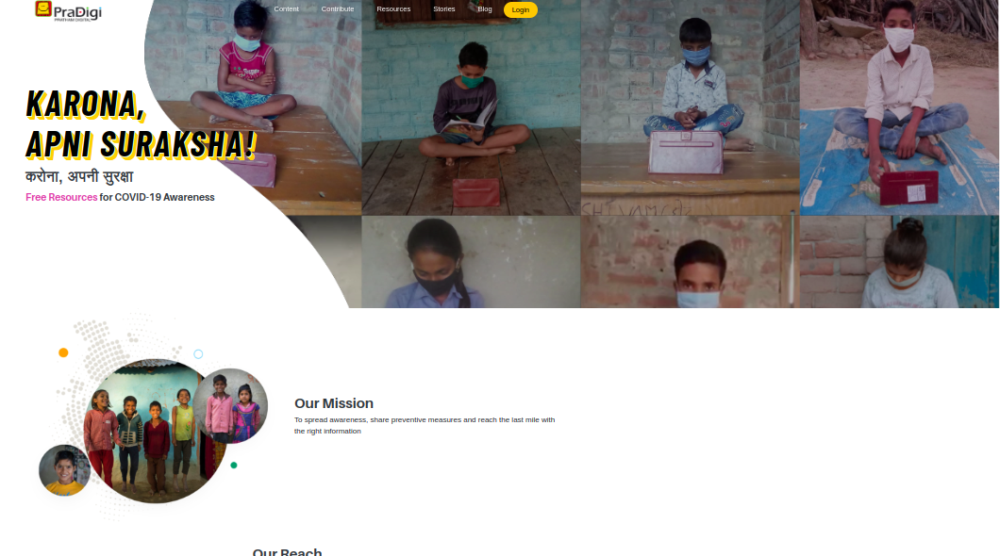 PraDigi
PRATHAM DIGITAL
Content Contribute Resources Stories Blog Login
KARONA,
APNI SURAKSHA!
करोना, अपनी सुरक्षा
Free Resources for COVID-19 Awareness
SHIVAM
Our Mission
To spread awareness, share preventive measures and reach the last mile with
the right information
Our Reach